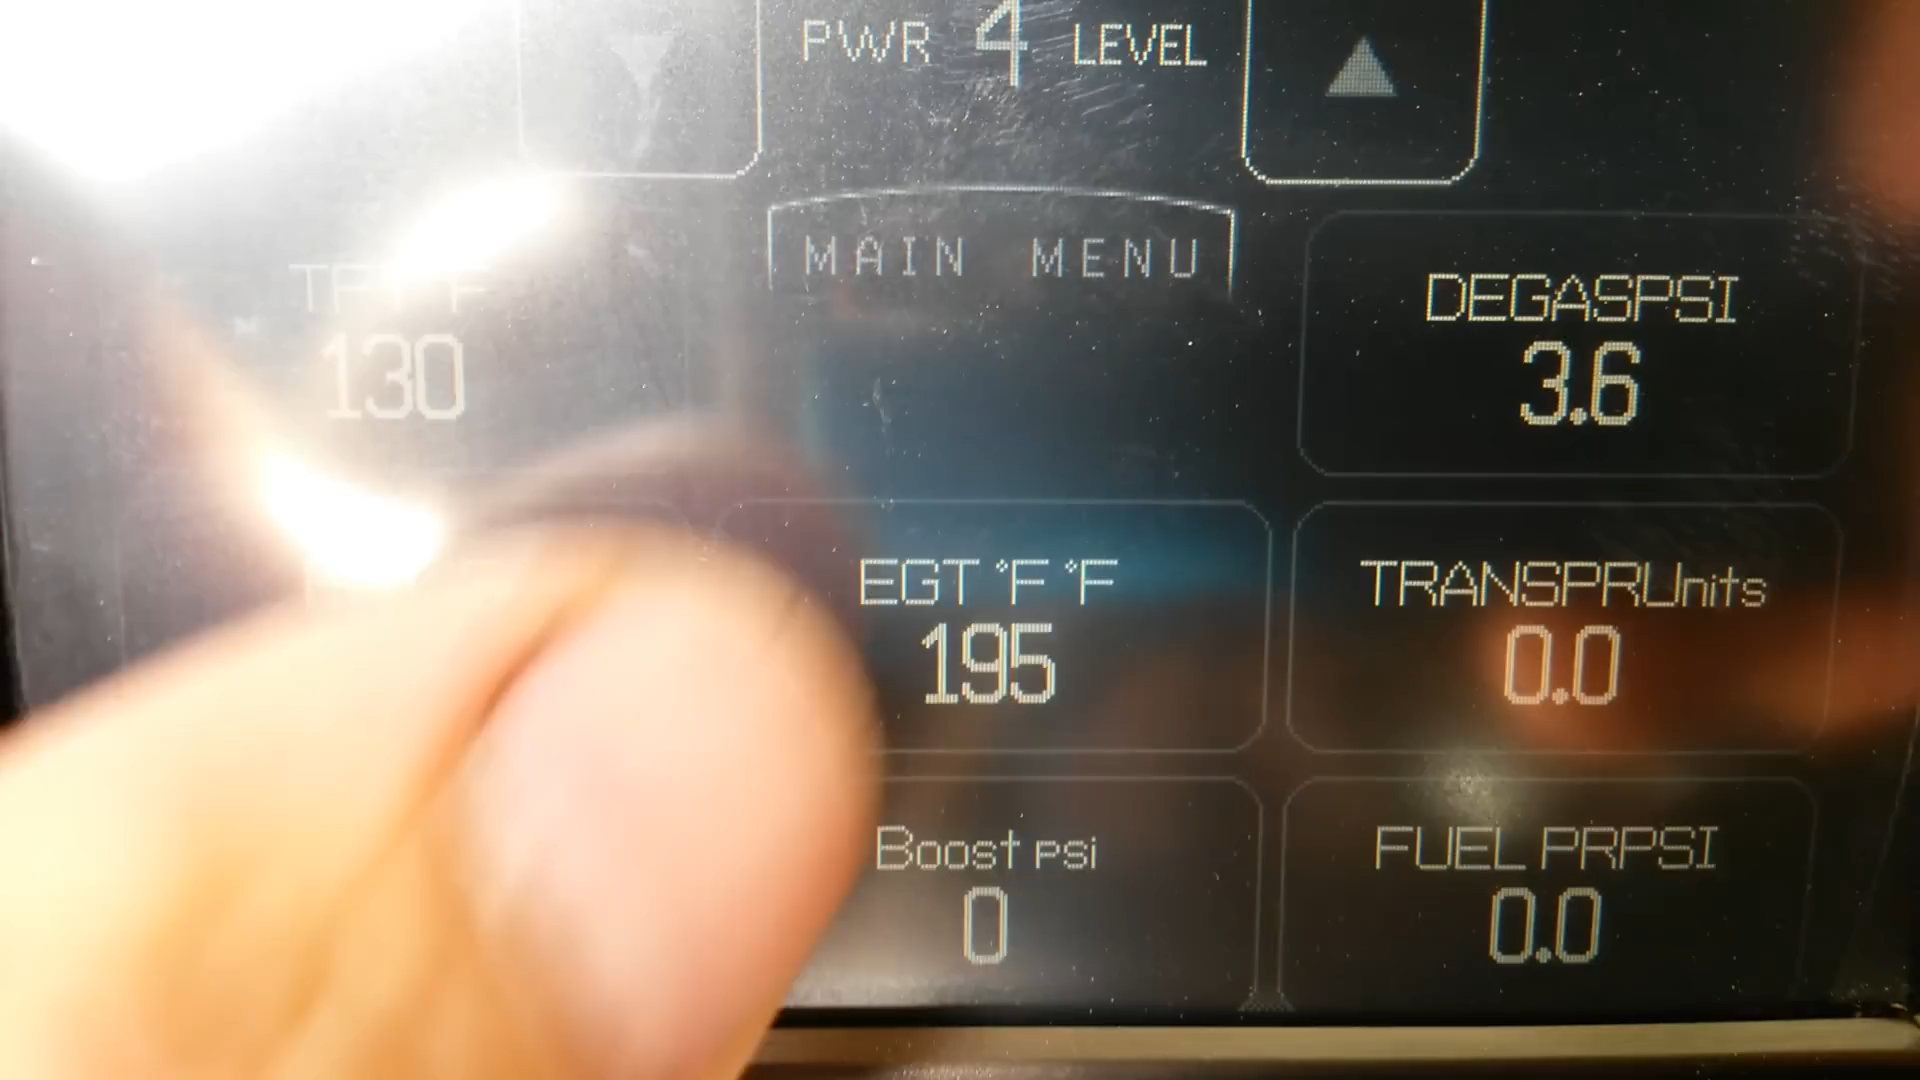 PWR 4 LEVEL
MAIN MENU
130
DEGASPSI
3.6
EGT °F °F
195
TRANSPRUnits
0.0
Boost psi
0
FUEL PRPSI
0.0